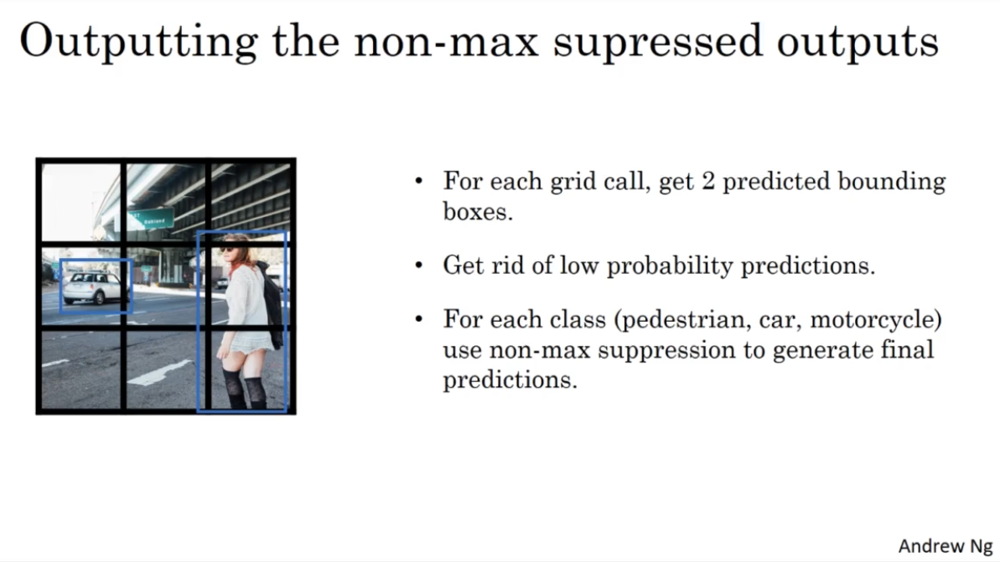 Outputting the non-max supressed outputs
• For each grid call, get 2 predicted bounding
boxes.
• Get rid of low probability predictions.
• For each class (pedestrian, car, motorcycle)
use non-max suppression to generate final
predictions.
Oakland
Andrew Ng